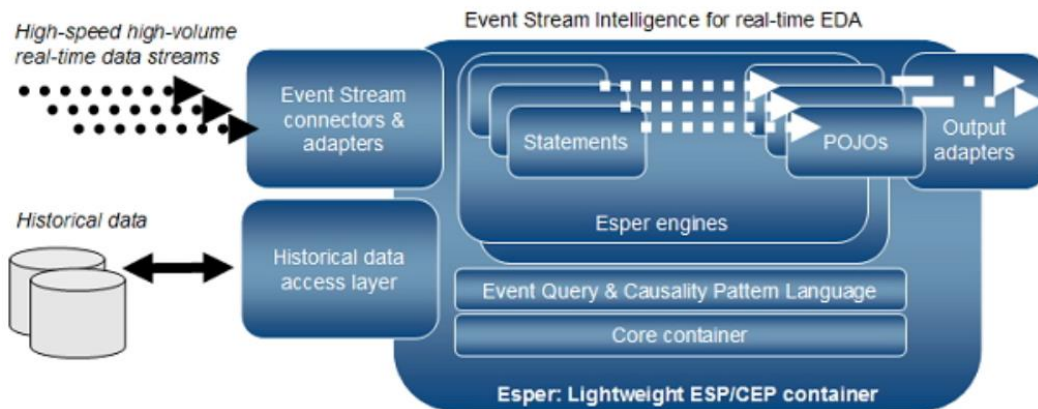 Event Stream Intelligence for real-time EDA
High-speed high-volume
real-time data streams
Event Stream
connectors &
adapters
Statements
POJOs
Output
adapters
Esper engines
Historical data
Historical data
access layer
Event Query & Causality Pattern Language
Core container
Esper: Lightweight ESP/CEP container